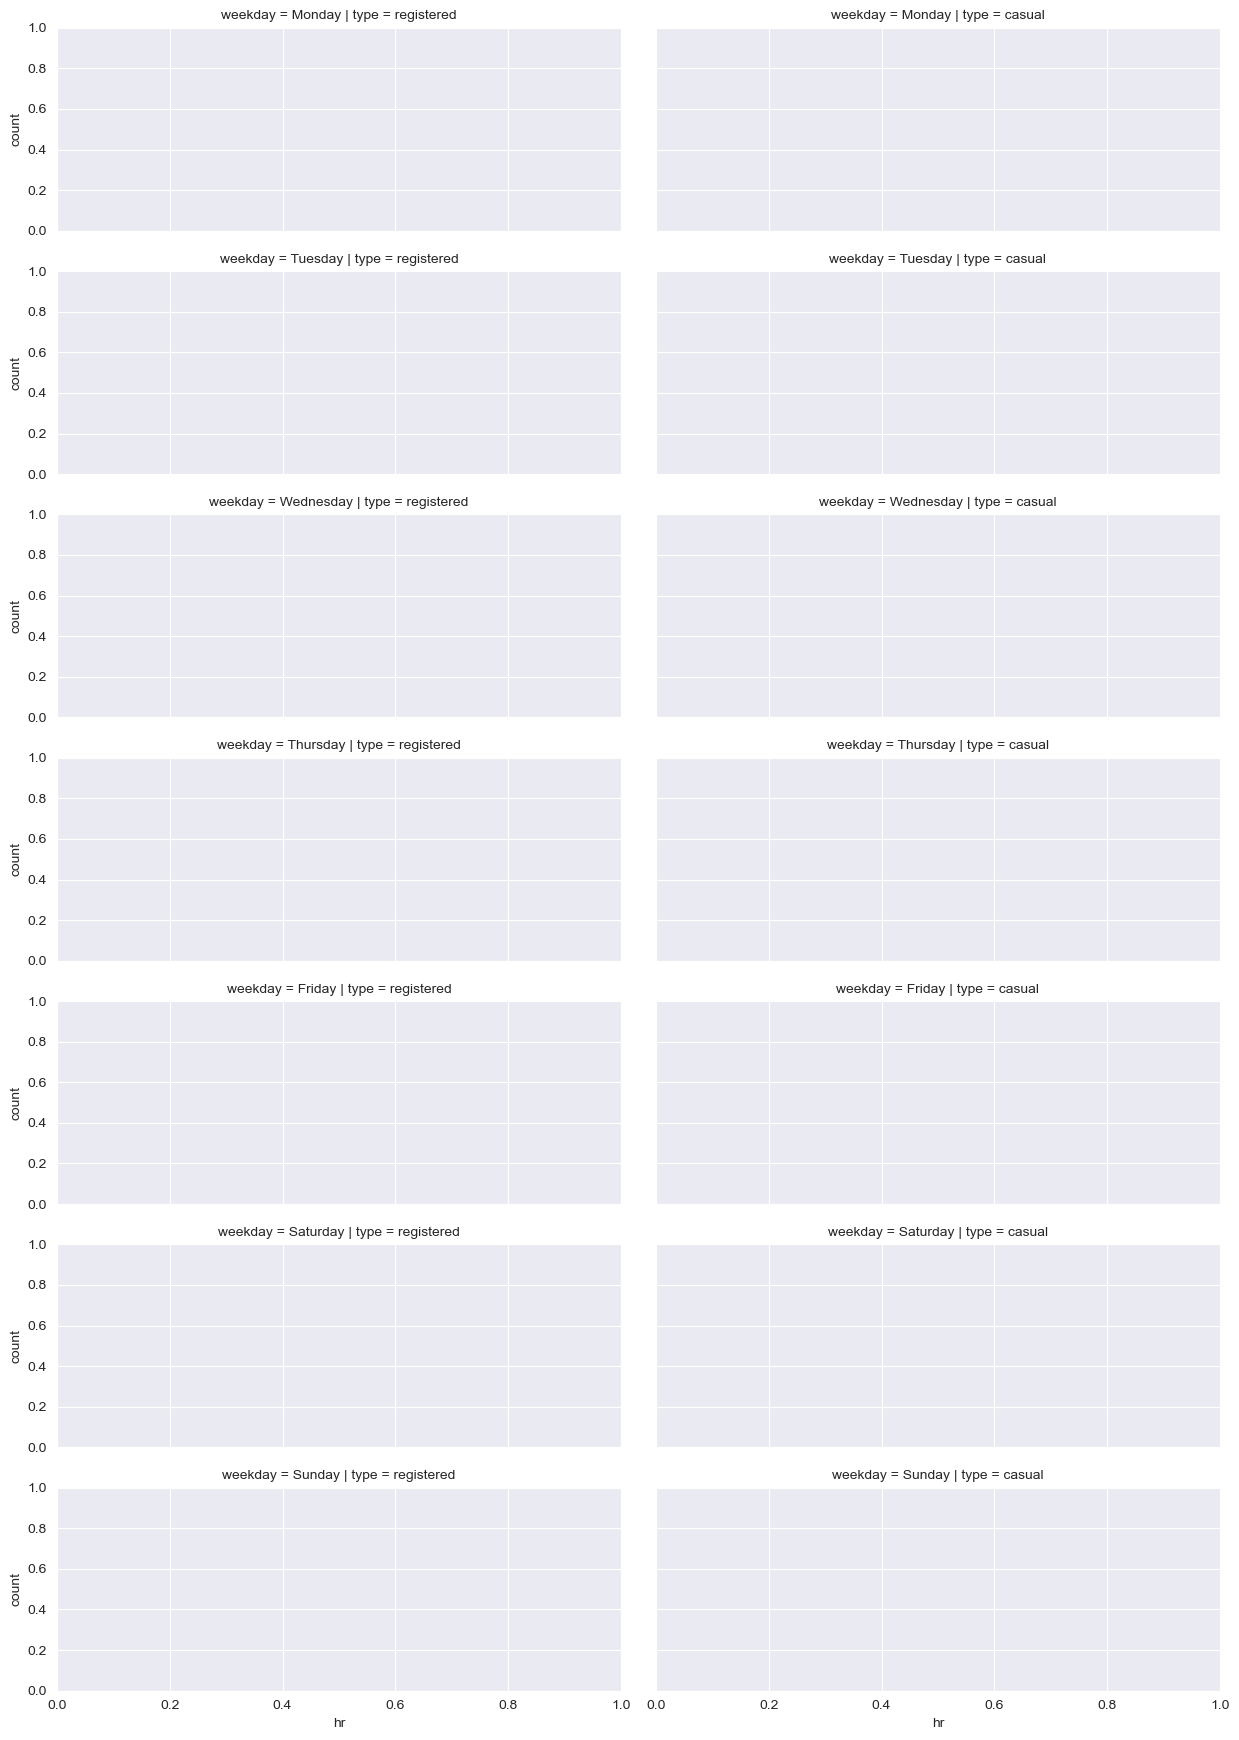 weekday = Monday | type = registered
weekday = Monday | type = casual
1.0
0.8
0.6
0.4
0.2
0.0
count
weekday = Tuesday | type = registered
weekday = Tuesday | type = casual
1.0
0.8
0.6
0.4
0.2
0.0
count
weekday = Wednesday | type = registered
weekday = Wednesday | type = casual
1.0
0.8
0.6
0.4
0.2
0.0
count
weekday = Thursday | type = registered
weekday = Thursday | type = casual
1.0
0.8
0.6
0.4
0.2
0.0
count
weekday = Friday | type = registered
weekday = Friday | type = casual
1.0
0.8
0.6
0.4
0.2
0.0
count
weekday = Saturday | type = registered
weekday = Saturday | type = casual
1.0
0.8
0.6
0.4
0.2
0.0
count
weekday = Sunday | type = registered
weekday = Sunday | type = casual
1.0
0.8
0.6
0.4
0.2
0.0
count
0.0 0.2 0.4 0.6 0.8 1.0
hr
0.0 0.2 0.4 0.6 0.8 1.0
hr